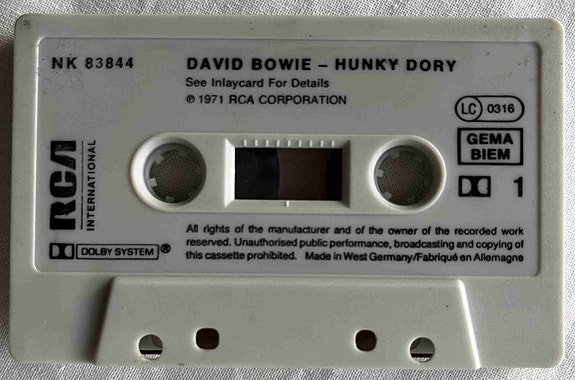 NK 83844
DAVID BOWIE – HUNKY DORY
See Inlaycard For Details
℗ 1971 RCA CORPORATION
LC 0316
GEMA
BIEM
1
RCA
INTERNATIONAL
DOLBY SYSTEM ®
All rights of the manufacturer and of the owner of the recorded work
reserved. Unauthorised public performance, broadcasting and copying of
this cassette prohibited. Made in West Germany/Fabriqué en Allemagne